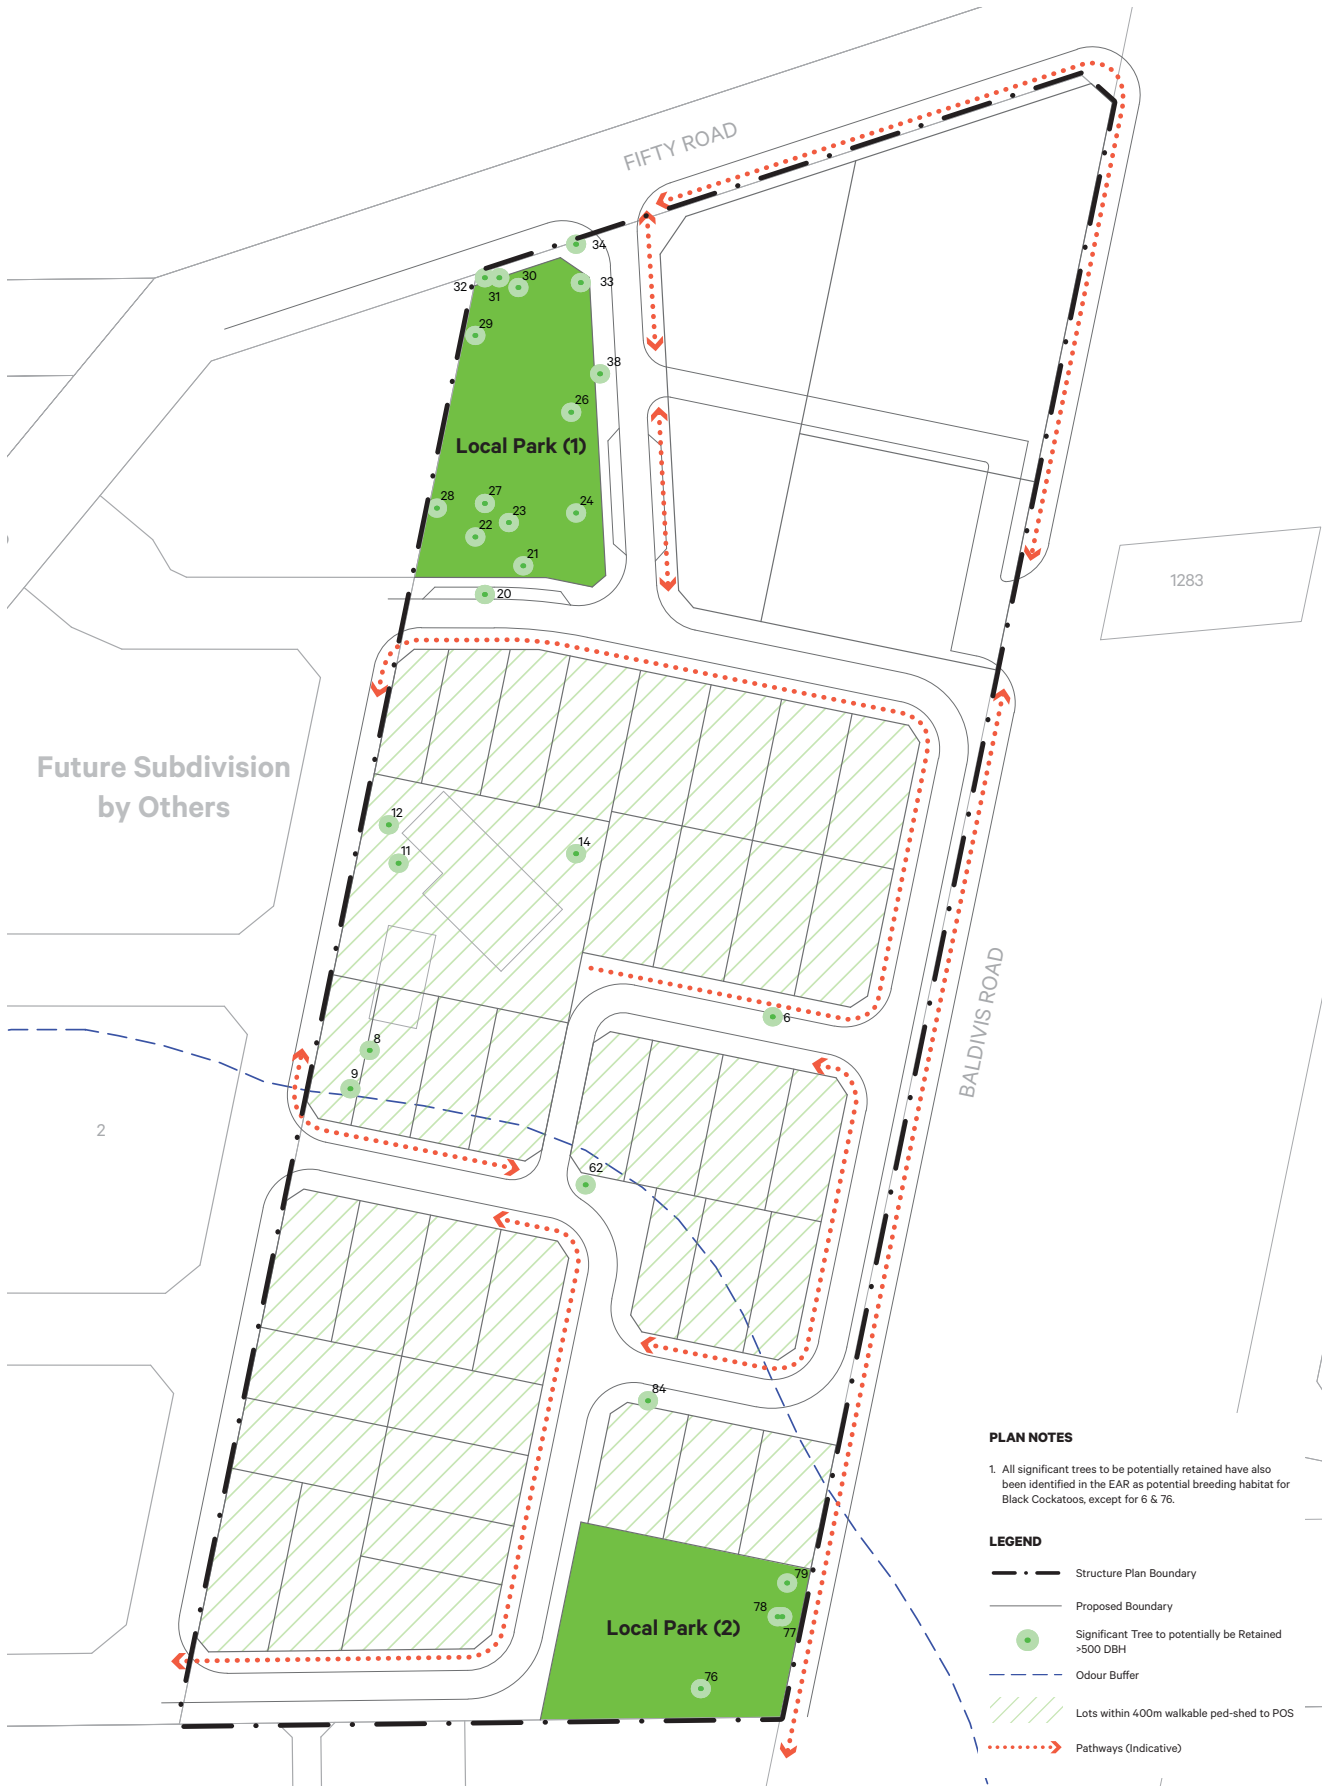 FIFTY ROAD
34
30
33
32
31
29
38
26
Local Park (1)
28
27
24
23
22
21
20
1283
Future Subdivision
by Others
12
14
11
BALDIVIS ROAD
6
8
9
2
62
84
79
78
Local Park (2)
77
76
PLAN NOTES
1. All significant trees to be potentially retained have also
been identified in the EAR as potential breeding habitat for
Black Cockatoos, except for 6 & 76.
LEGEND
Structure Plan Boundary
Proposed Boundary
Significant Tree to potentially be Retained
>500 DBH
Odour Buffer
Lots within 400m walkable ped-shed to POS
Pathways (Indicative)